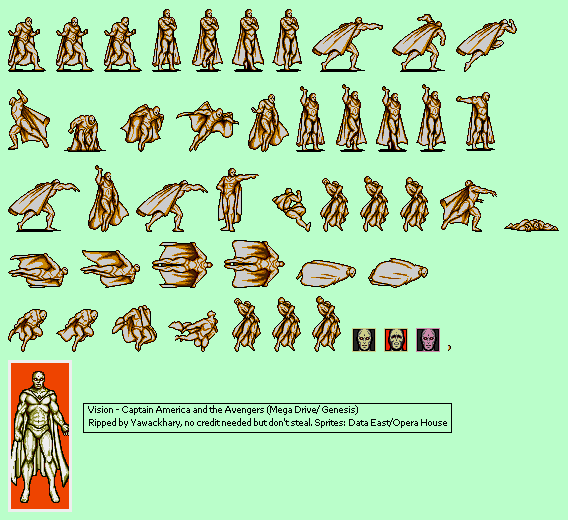 Vision - Captain America and the Avengers (Mega Drive/ Genesis)
Ripped by Yawackhary, no credit needed but don't steal. Sprites: Data East/Opera House